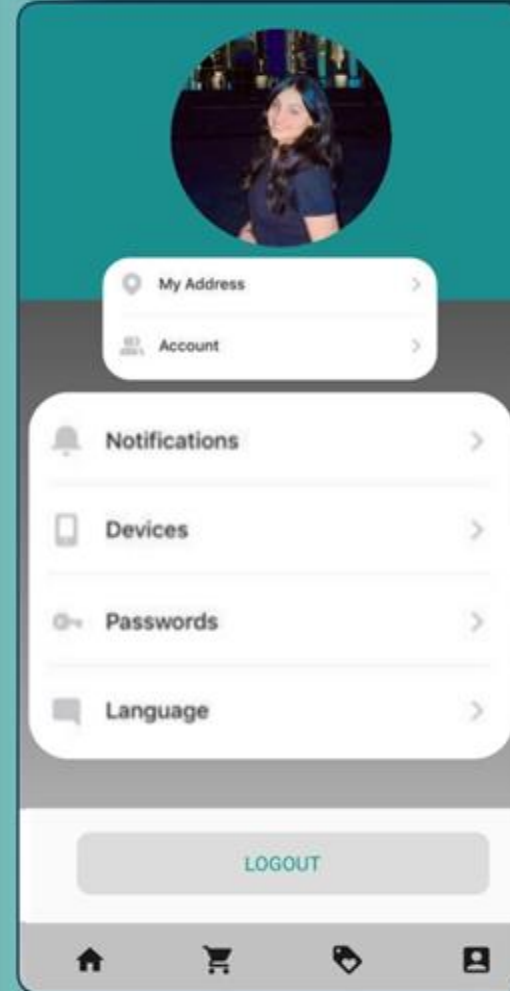 My Address
Account
Notifications
Devices
Passwords
Language
LOGOUT